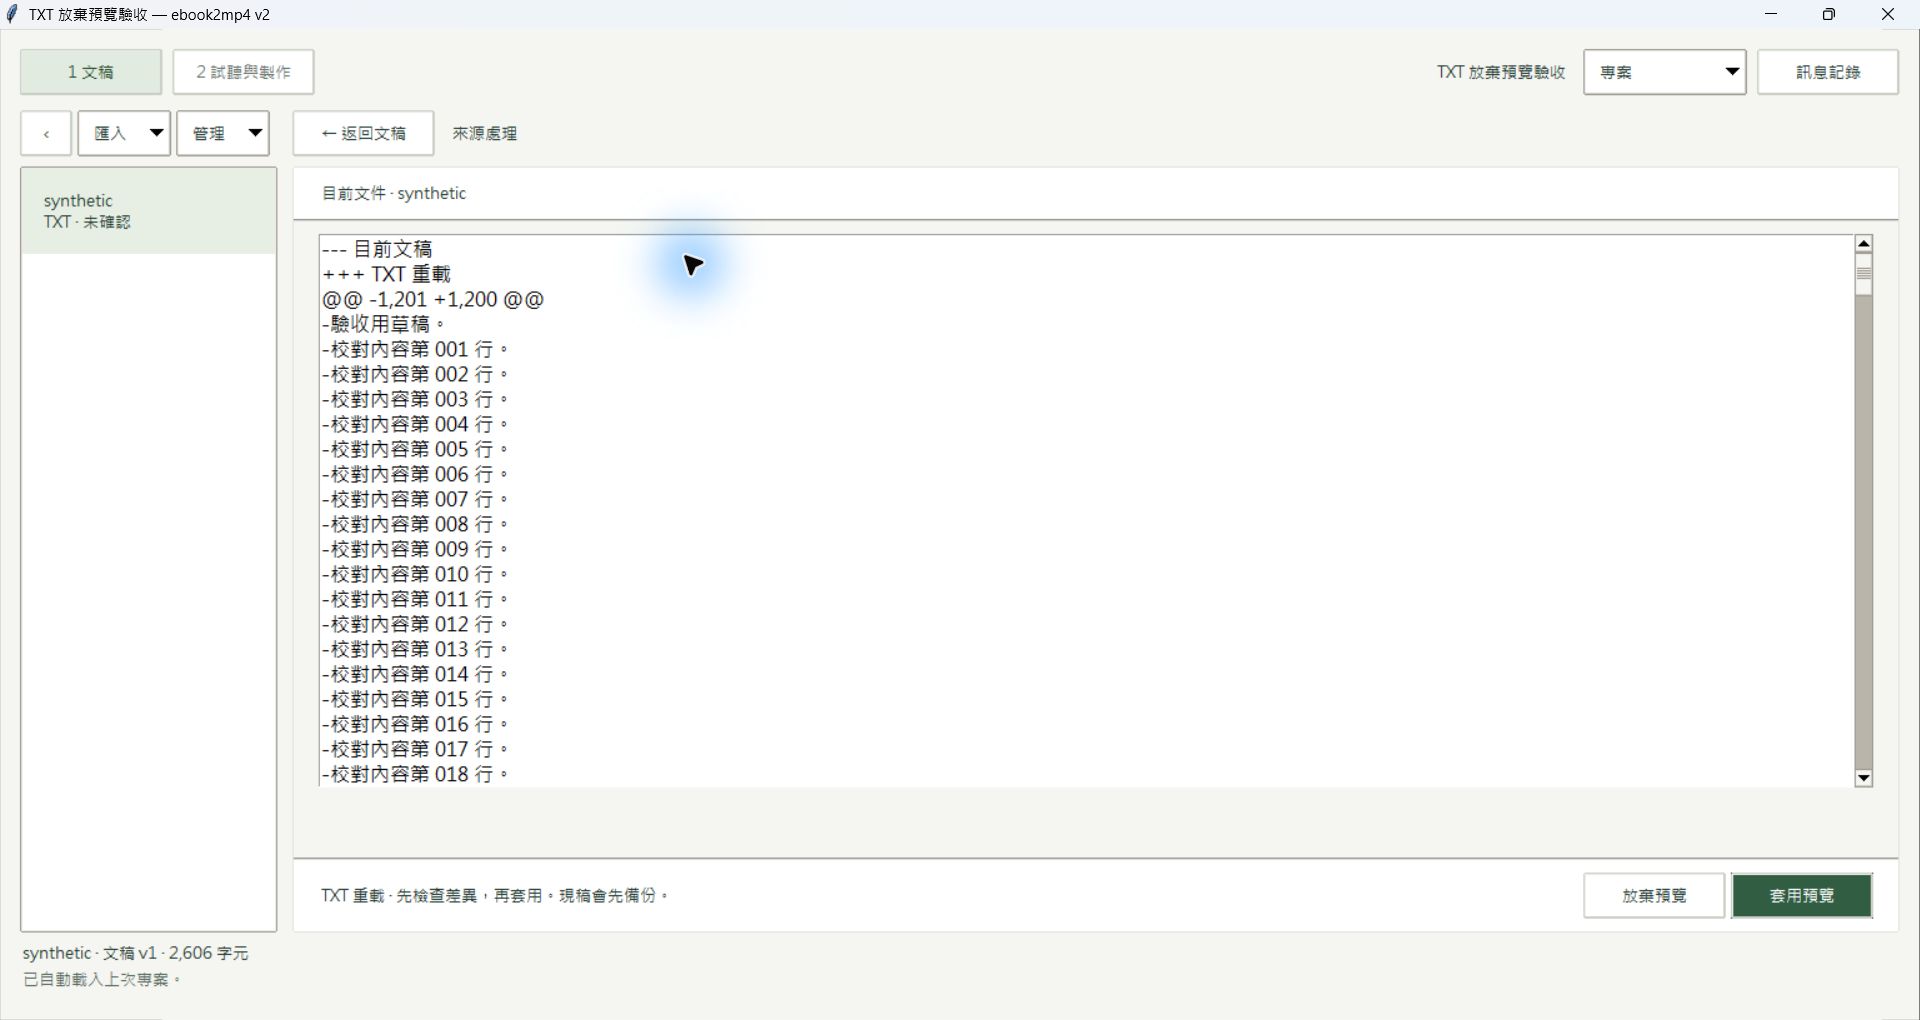 TXT 放棄預覽驗收 — ebook2mp4 v2
1 文稿
2 試聽與製作
TXT 放棄預覽驗收
專案
訊息記錄
‹
匯入
管理
← 返回文稿
來源處理
synthetic
TXT · 未確認
目前文件 · synthetic
--- 目前文稿
+++ TXT 重載
@@ -1,201 +1,200 @@
-驗收用草稿。
-校對內容第 001 行。
-校對內容第 002 行。
-校對內容第 003 行。
-校對內容第 004 行。
-校對內容第 005 行。
-校對內容第 006 行。
-校對內容第 007 行。
-校對內容第 008 行。
-校對內容第 009 行。
-校對內容第 010 行。
-校對內容第 011 行。
-校對內容第 012 行。
-校對內容第 013 行。
-校對內容第 014 行。
-校對內容第 015 行。
-校對內容第 016 行。
-校對內容第 017 行。
-校對內容第 018 行。
TXT 重載 · 先檢查差異，再套用。現稿會先備份。
放棄預覽
套用預覽
synthetic · 文稿 v1 · 2,606 字元
已自動載入上次專案。